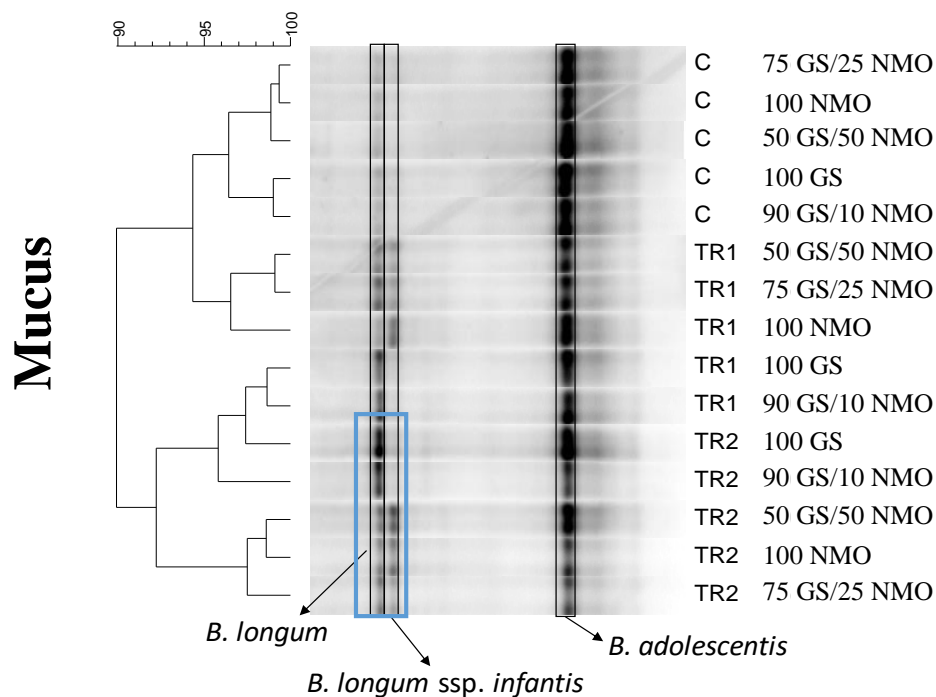 90 95 100
Mucus
C 75 GS/25 NMO
C 100 NMO
C 50 GS/50 NMO
C 100 GS
C 90 GS/10 NMO
TR1 50 GS/50 NMO
TR1 75 GS/25 NMO
TR1 100 NMO
TR1 100 GS
TR1 90 GS/10 NMO
TR2 100 GS
TR2 90 GS/10 NMO
TR2 50 GS/50 NMO
TR2 100 NMO
TR2 75 GS/25 NMO
B. longum
B. adolescentis
B. longum ssp. infantis